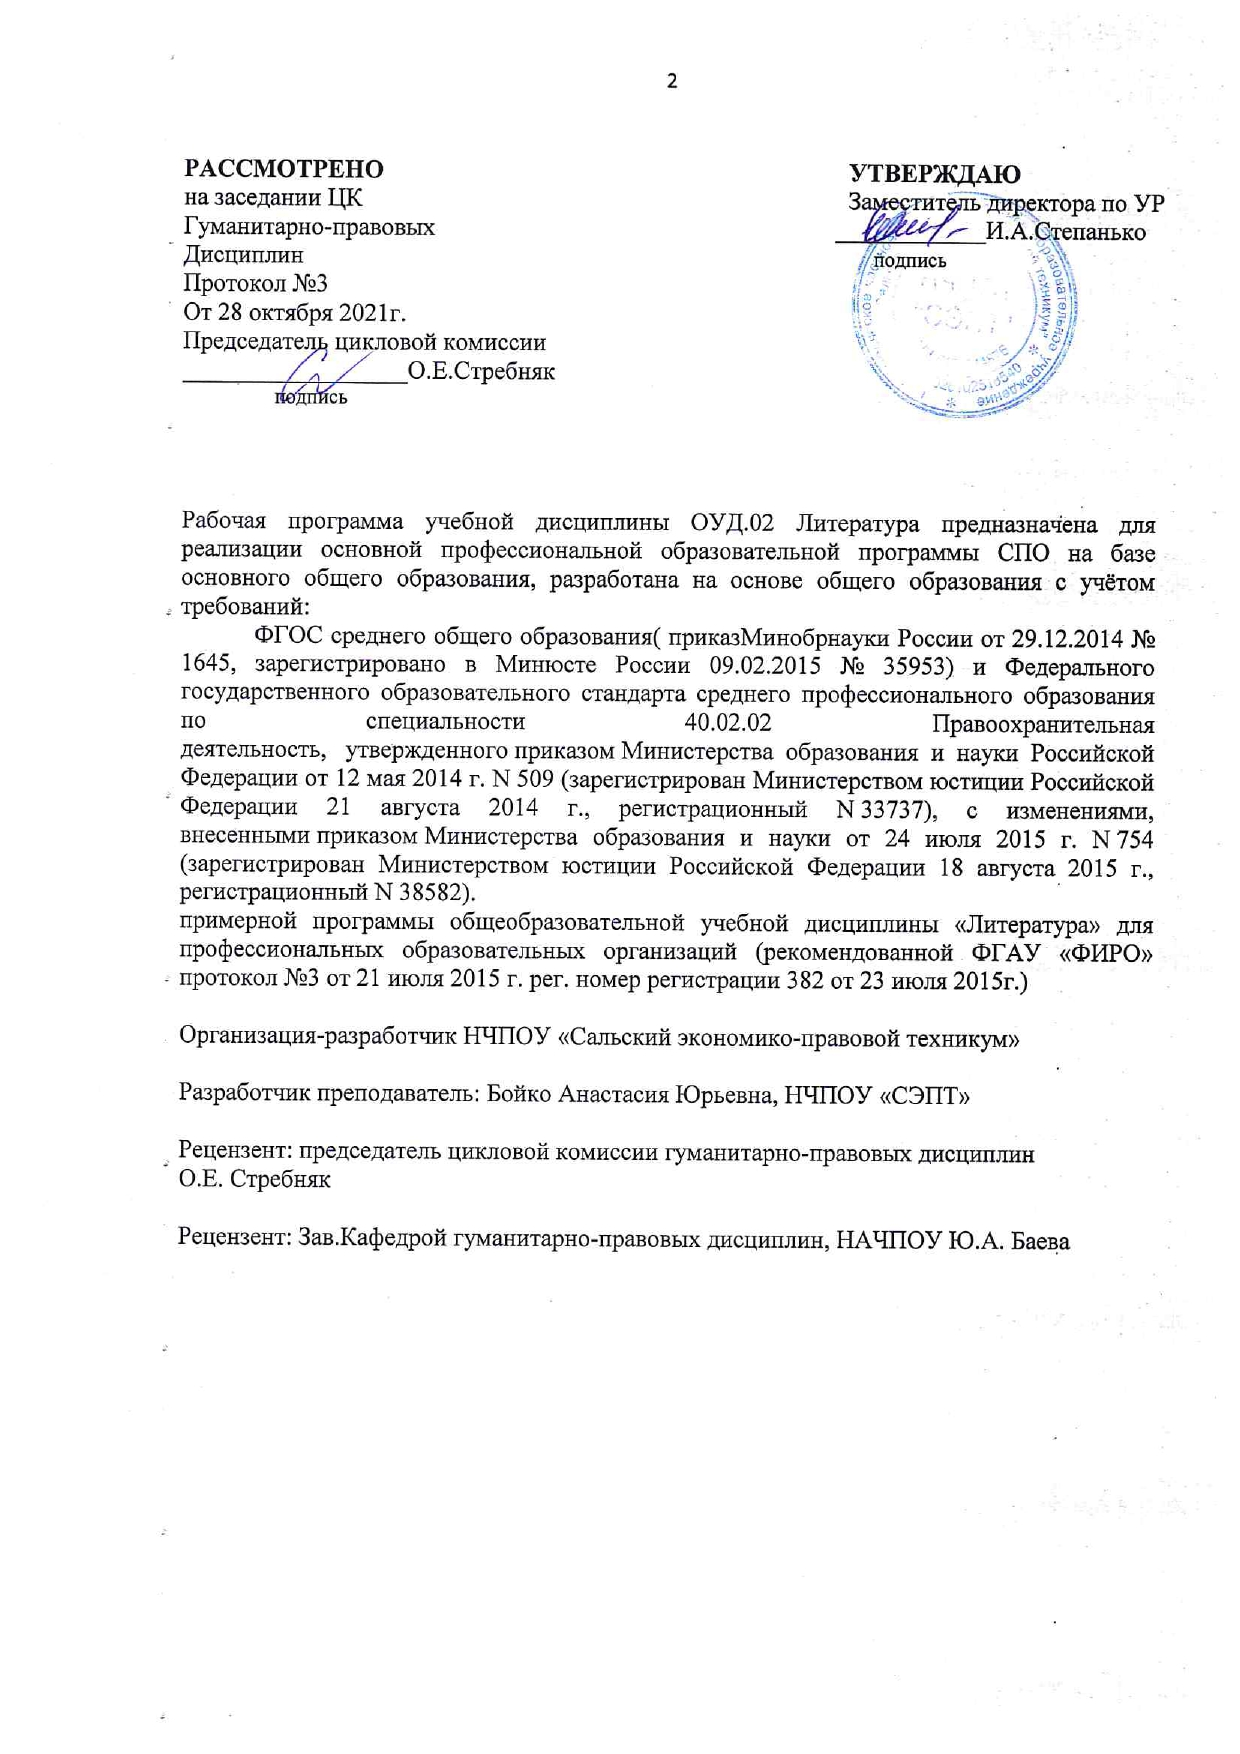 2
РАССМОТРЕНО
на заседании ЦК
Гуманитарно-правовых
Дисциплин
Протокол №3
От 28 октября 2021г.
Председатель цикловой комиссии
О.Е.Стребняк
подпись
УТВЕРЖДАЮ
Заместитель директора по УР
И.А.Степанько
подпись
образовательное учреждение
техникум"
Рабочая программа учебной дисциплины ОУД.02 Литература предназначена для
реализации основной профессиональной образовательной программы СПО на базе
основного общего образования, разработана на основе общего образования с учётом
требований:
ФГОС среднего общего образования( приказМинобрнауки России от 29.12.2014 №
1645, зарегистрировано в Минюсте России 09.02.2015 № 35953) и Федерального
государственного образовательного стандарта среднего профессионального образования
по специальности 40.02.02 Правоохранительная
деятельность, утвержденного приказом Министерства образования и науки Российской
Федерации от 12 мая 2014 г. N 509 (зарегистрирован Министерством юстиции Российской
Федерации 21 августа 2014 г., регистрационный N 33737), с изменениями,
внесенными приказом Министерства образования и науки от 24 июля 2015 г. N 754
(зарегистрирован Министерством юстиции Российской Федерации 18 августа 2015 г.,
регистрационный N 38582).
примерной программы общеобразовательной учебной дисциплины «Литература» для
профессиональных образовательных организаций (рекомендованной ФГАУ «ФИРО»
протокол №3 от 21 июля 2015 г. рег. номер регистрации 382 от 23 июля 2015г.)
Организация-разработчик НЧПОУ «Сальский экономико-правовой техникум»
Разработчик преподаватель: Бойко Анастасия Юрьевна, НЧПОУ «СЭПТ»
Рецензент: председатель цикловой комиссии гуманитарно-правовых дисциплин
О.Е. Стребняк
Рецензент: Зав.Кафедрой гуманитарно-правовых дисциплин, НАЧПОУ Ю.А. Баева